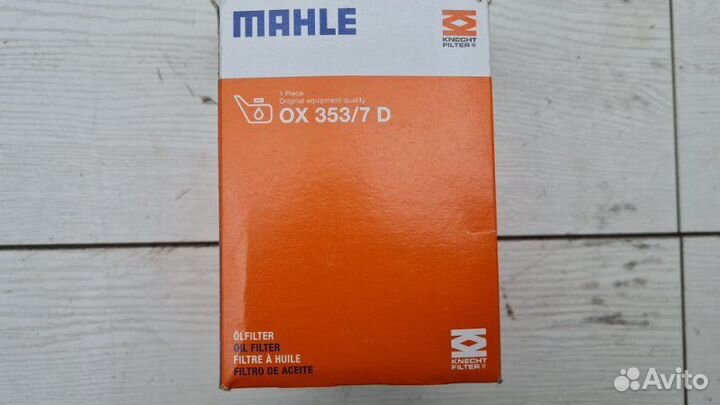 MAHLE
KNECHT
FILTER®
1 Piece
Original equipment quality
OX 353/7 D
ÖLFILTER
OIL FILTER
FILTRE À HUILE
FILTRO DE ACEITE
KNECHT
FILTER®
Avito